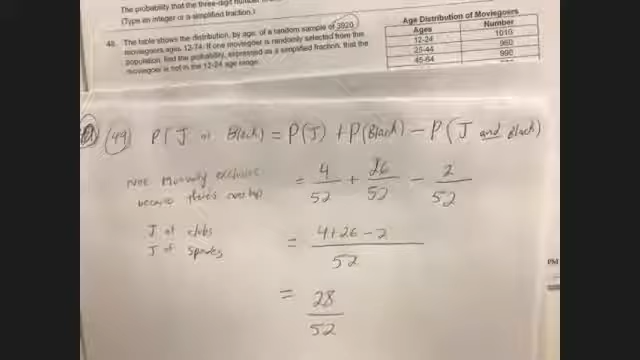 The probability that the three-digit number
(Type an integer or a simplified fraction.)
48. The table shows the distribution, by age, of a random sample of 3920
moviegoers ages 12-74. If one moviegoer is randomly selected from this
population, find the probability, expressed as a simplified fraction, that the
moviegoer is not in the 12-24 age range.
Age Distribution of Moviegoers
Ages Number
12-24 1010
25-44 960
45-64 990
(49) P(J or Black) = P(J) + P(Black) - P(J and Black)
Not Mutually exclusive
because there's overlap
= 4/52 + 26/52 - 2/52
J of clubs
J of spades
= 4+26-2
52
= 28
52
PM